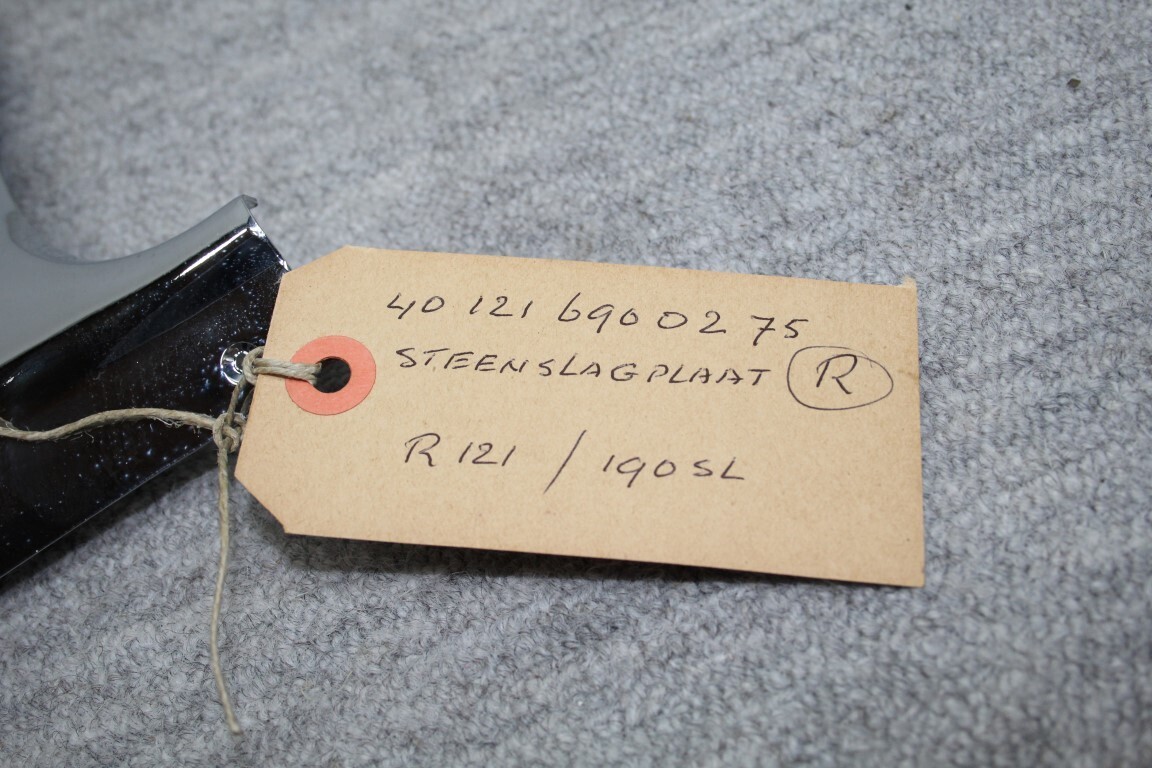 40 121 690 02 75
STEENSLAGPLAAT R
R 121 / 190 SL